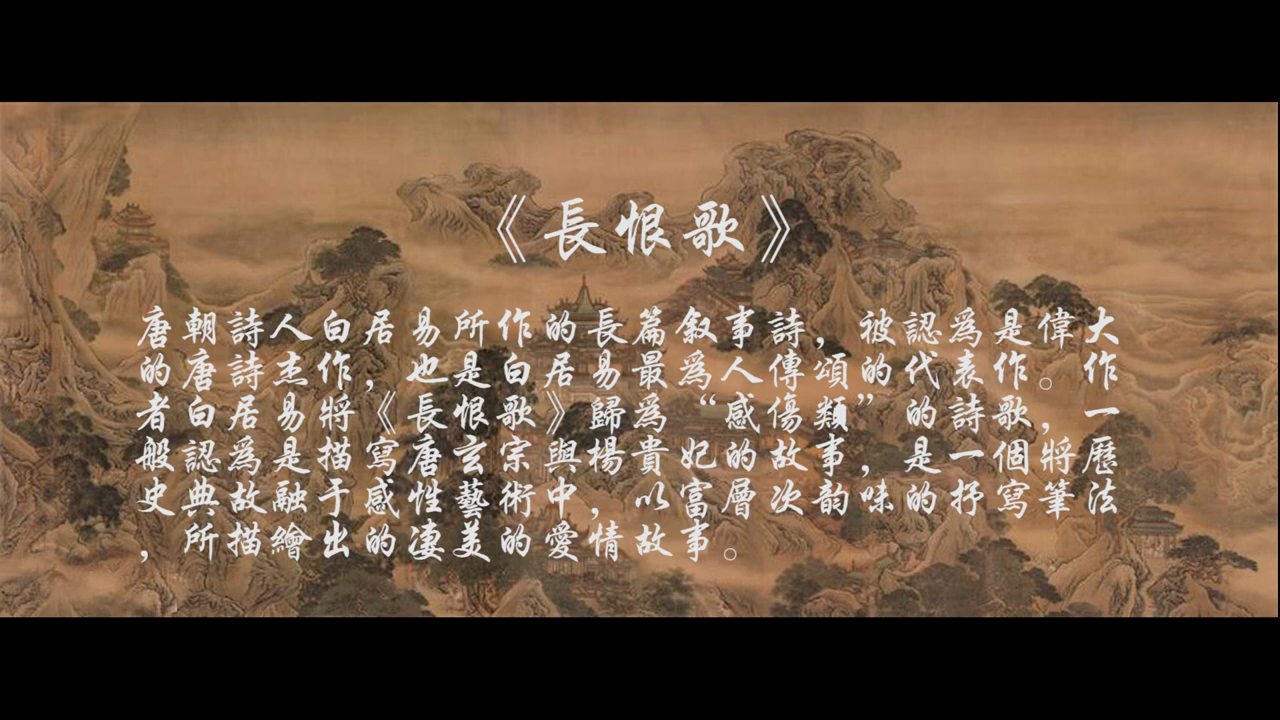 《長恨歌》
唐朝詩人白居易所作的長篇敘事詩，被認爲是偉大
的唐詩杰作，也是白居易最爲人傳頌的代表作。作
者白居易將《長恨歌》歸爲“感傷類”的詩歌，一
般認爲是描寫唐玄宗與楊貴妃的故事，是一個將歷
史典故融于感性藝術中，以富層次韵味的抒寫筆法
，所描繪出的凄美的愛情故事。